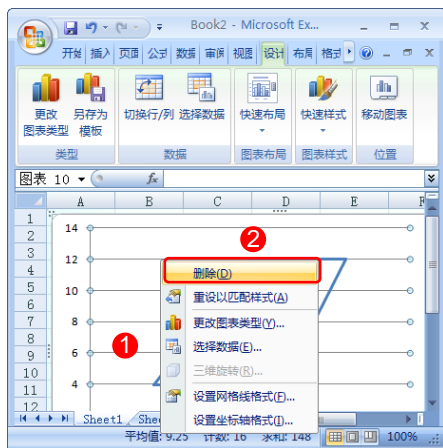 Book2 - Microsoft Ex...
开始 插入 页面 公式 数据 审阅 视图 设计 布局 格式
更改 图表类型
另存为 模板
切换行/列 选择数据
快速布局
快速样式
移动图表
类型 数据 图表布局 图表样式 位置
图表 10 fx
A B C D E F
1
2
3
4
5
6
7
8
9
10
11
12
14
12
10
8
6
4
1
2
删除(D)
重设以匹配样式(A)
更改图表类型(Y)...
选择数据(E)...
三维旋转(R)...
设置网格线格式(F)...
设置坐标轴格式(I)...
Sheet1 She
平均值: 9.25 计数: 16 求和: 148 100%